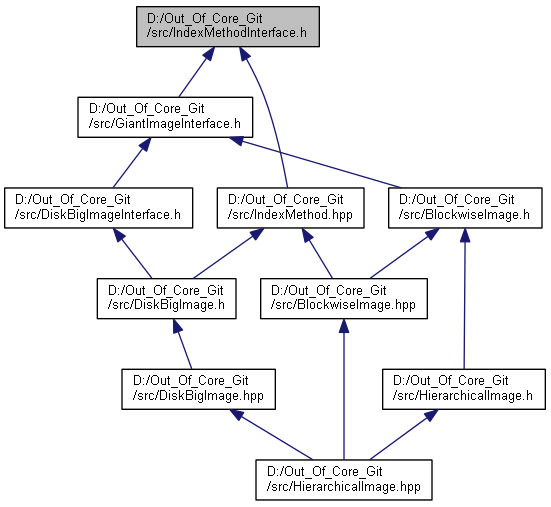 D:/Out_Of_Core_Git
/src/IndexMethodInterface.h
D:/Out_Of_Core_Git
/src/GiantImageInterface.h
D:/Out_Of_Core_Git
/src/DiskBigImageInterface.h
D:/Out_Of_Core_Git
/src/IndexMethod.hpp
D:/Out_Of_Core_Git
/src/BlockwiseImage.h
D:/Out_Of_Core_Git
/src/DiskBigImage.h
D:/Out_Of_Core_Git
/src/BlockwiseImage.hpp
D:/Out_Of_Core_Git
/src/DiskBigImage.hpp
D:/Out_Of_Core_Git
/src/HierarchicalImage.h
D:/Out_Of_Core_Git
/src/HierarchicalImage.hpp